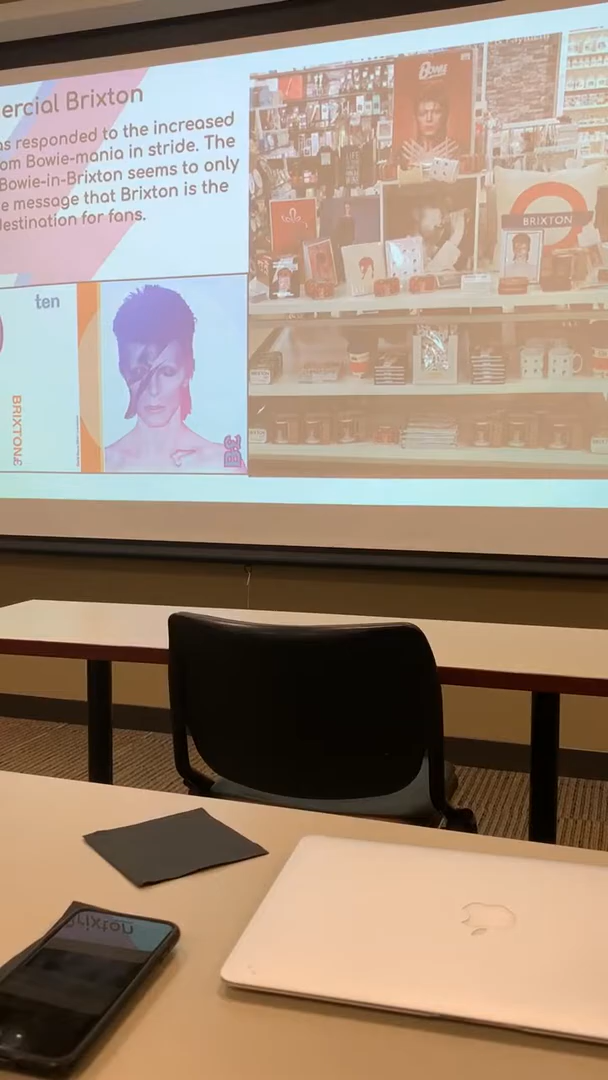 ercial Brixton
as responded to the increased
om Bowie-mania in stride. The
Bowie-in-Brixton seems to only
e message that Brixton is the
destination for fans.
ten
BRIXTON£
B£
BOWIE
BRIXTON
Brixton